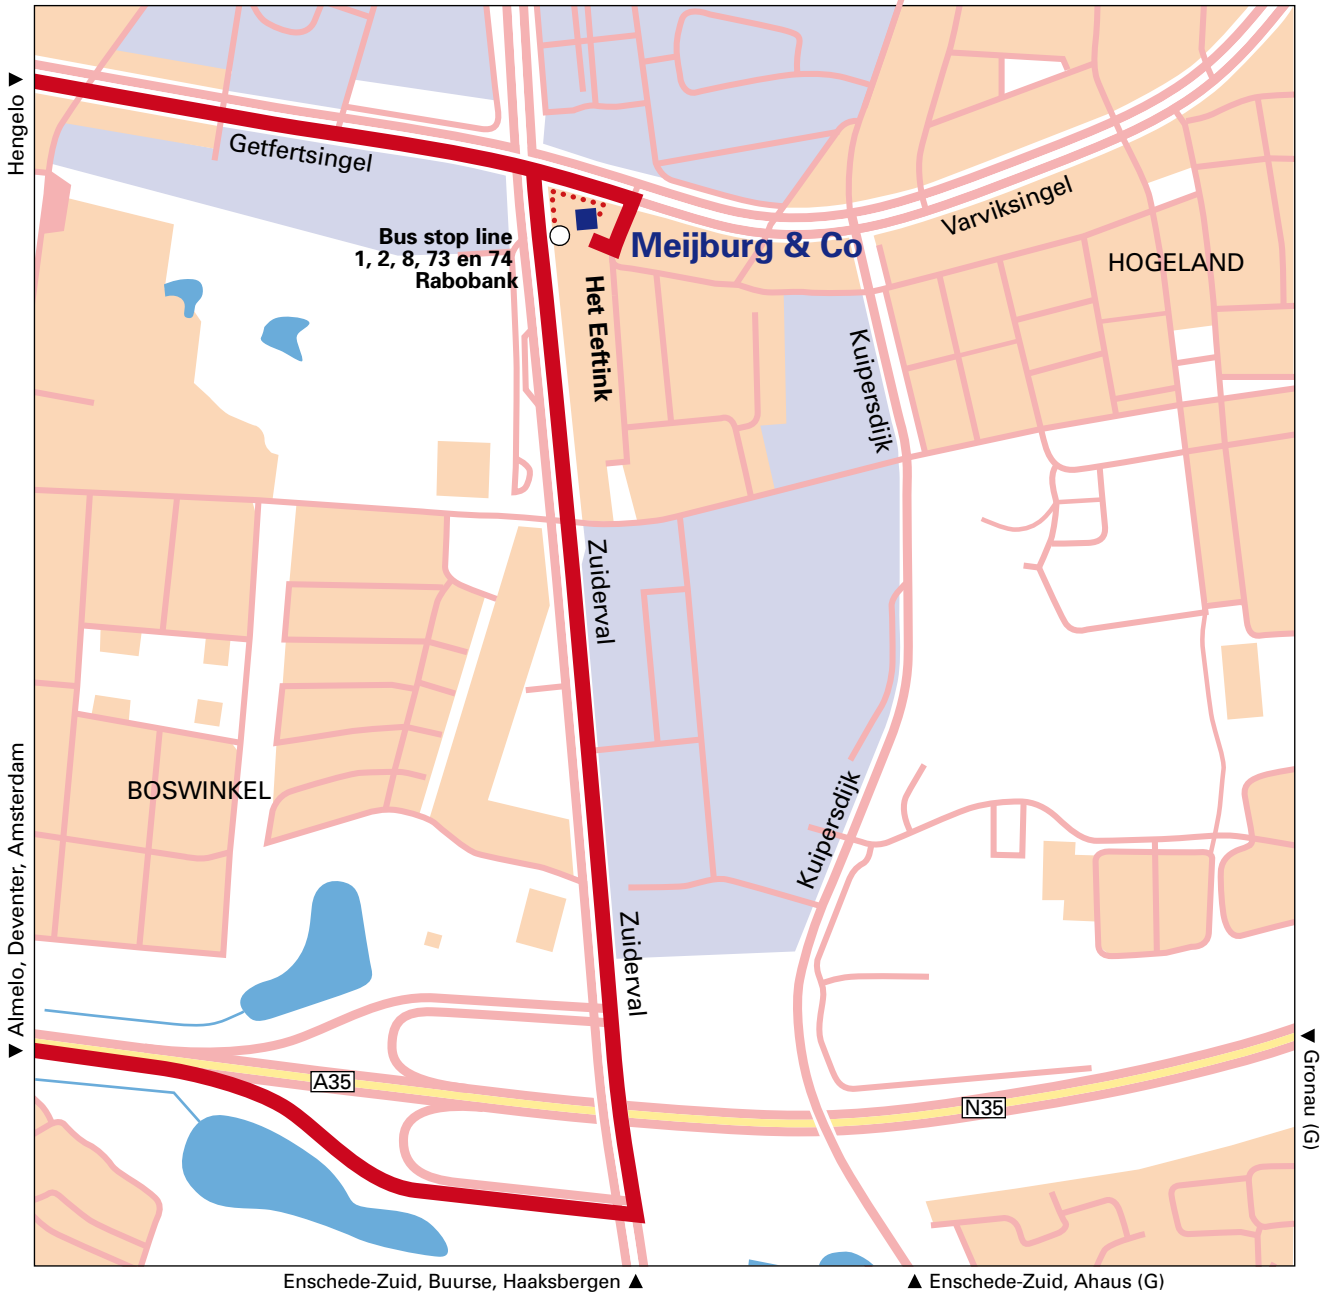 Hengelo ▼
Getfertsingel
Varviksingel
Bus stop line
1, 2, 8, 73 en 74
Rabobank
Meijburg & Co
HOGELAND
Het Eeftink
Kuipersdijk
Zuiderval
▼ Almelo, Deventer, Amsterdam
BOSWINKEL
Kuipersdijk
Zuiderval
A35
N35
▲ Gronau (G)
Enschede-Zuid, Buurse, Haaksbergen ▲
▲ Enschede-Zuid, Ahaus (G)